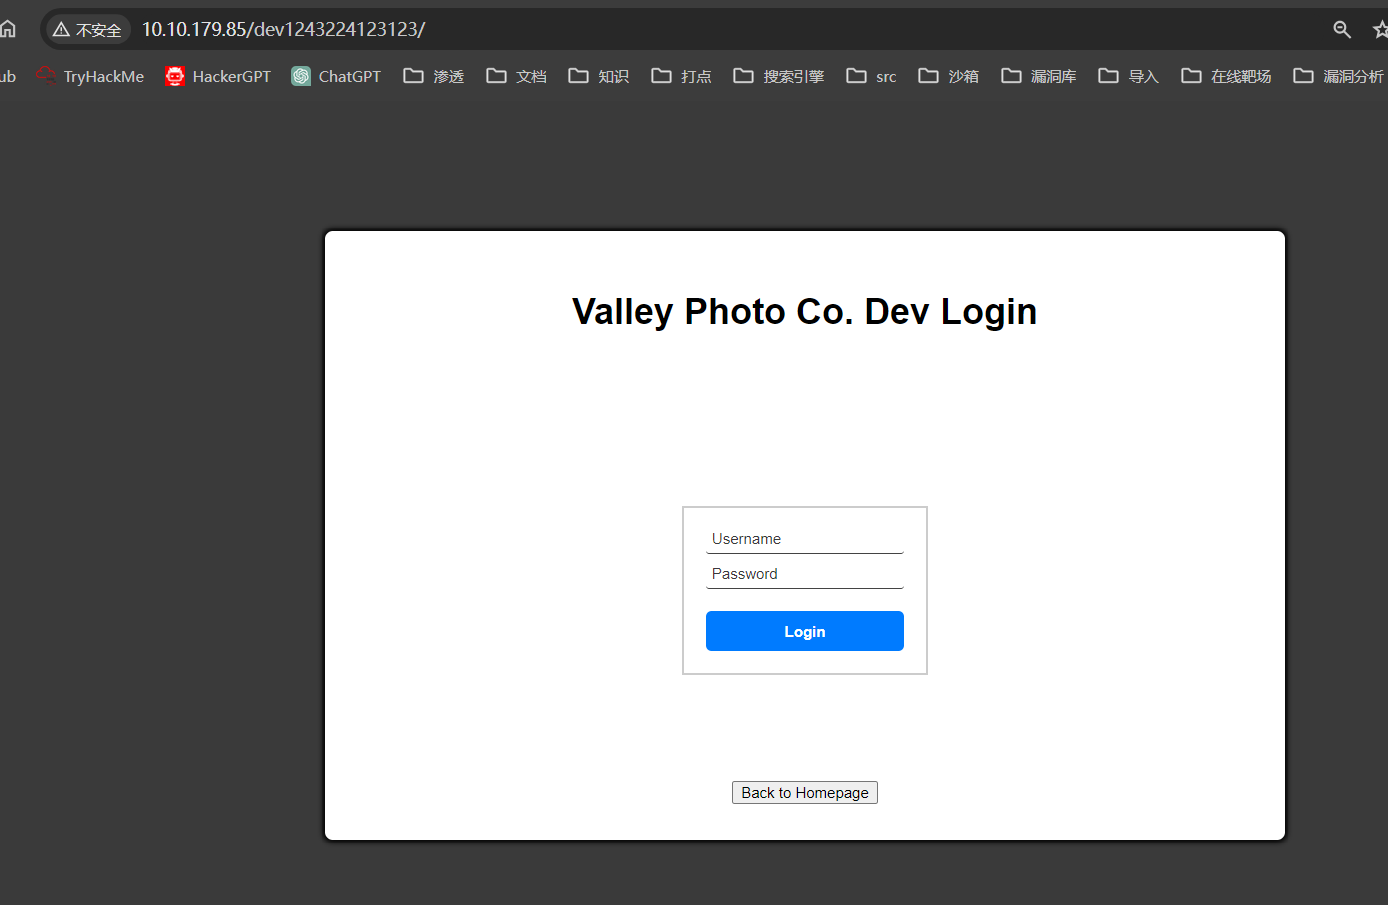 不安全 10.10.179.85/dev1243224123123/
ub TryHackMe HackerGPT ChatGPT 渗透 文档 知识 打点 搜索引擎 src 沙箱 漏洞库 导入 在线靶场 漏洞分析
Valley Photo Co. Dev Login
Username
Password
Login
Back to Homepage